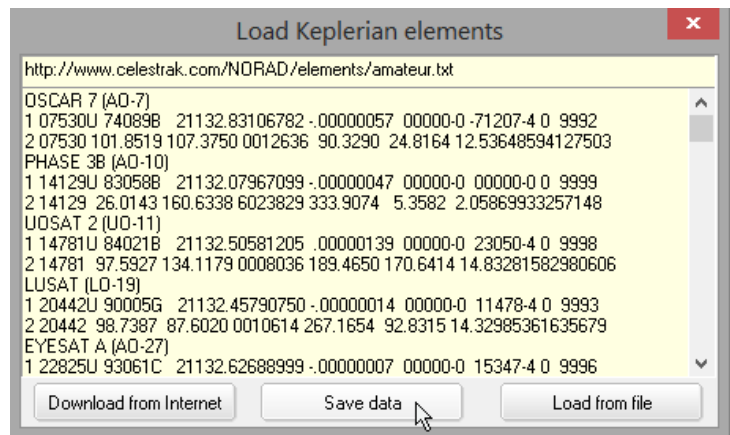 Load Keplerian elements
http://www.celestrak.com/NORAD/elements/amateur.txt
OSCAR 7 (AO-7)
1 07530U 74089B 21132.83106782 -.00000057 00000-0 -71207-4 0 9992
2 07530 101.8519 107.3750 0012636 90.3290 24.8164 12.53648594127503
PHASE 3B (AO-10)
1 14129U 83058B 21132.07967099 -.00000047 00000-0 00000-0 0 9999
2 14129 26.0143 160.6338 6023829 333.9074 5.3582 2.05869933257148
UOSAT 2 (UO-11)
1 14781U 84021B 21132.50581205 .00000139 00000-0 23050-4 0 9998
2 14781 97.5927 134.1179 0008036 189.4650 170.6414 14.83281582980606
LUSAT (LO-19)
1 20442U 90005G 21132.45790750 -.00000014 00000-0 11478-4 0 9993
2 20442 98.7387 87.6020 0010614 267.1654 92.8315 14.32985361635679
EYESAT A (AO-27)
1 22825U 93061C 21132.62688999 -.00000007 00000-0 15347-4 0 9996
Download from Internet Save data Load from file